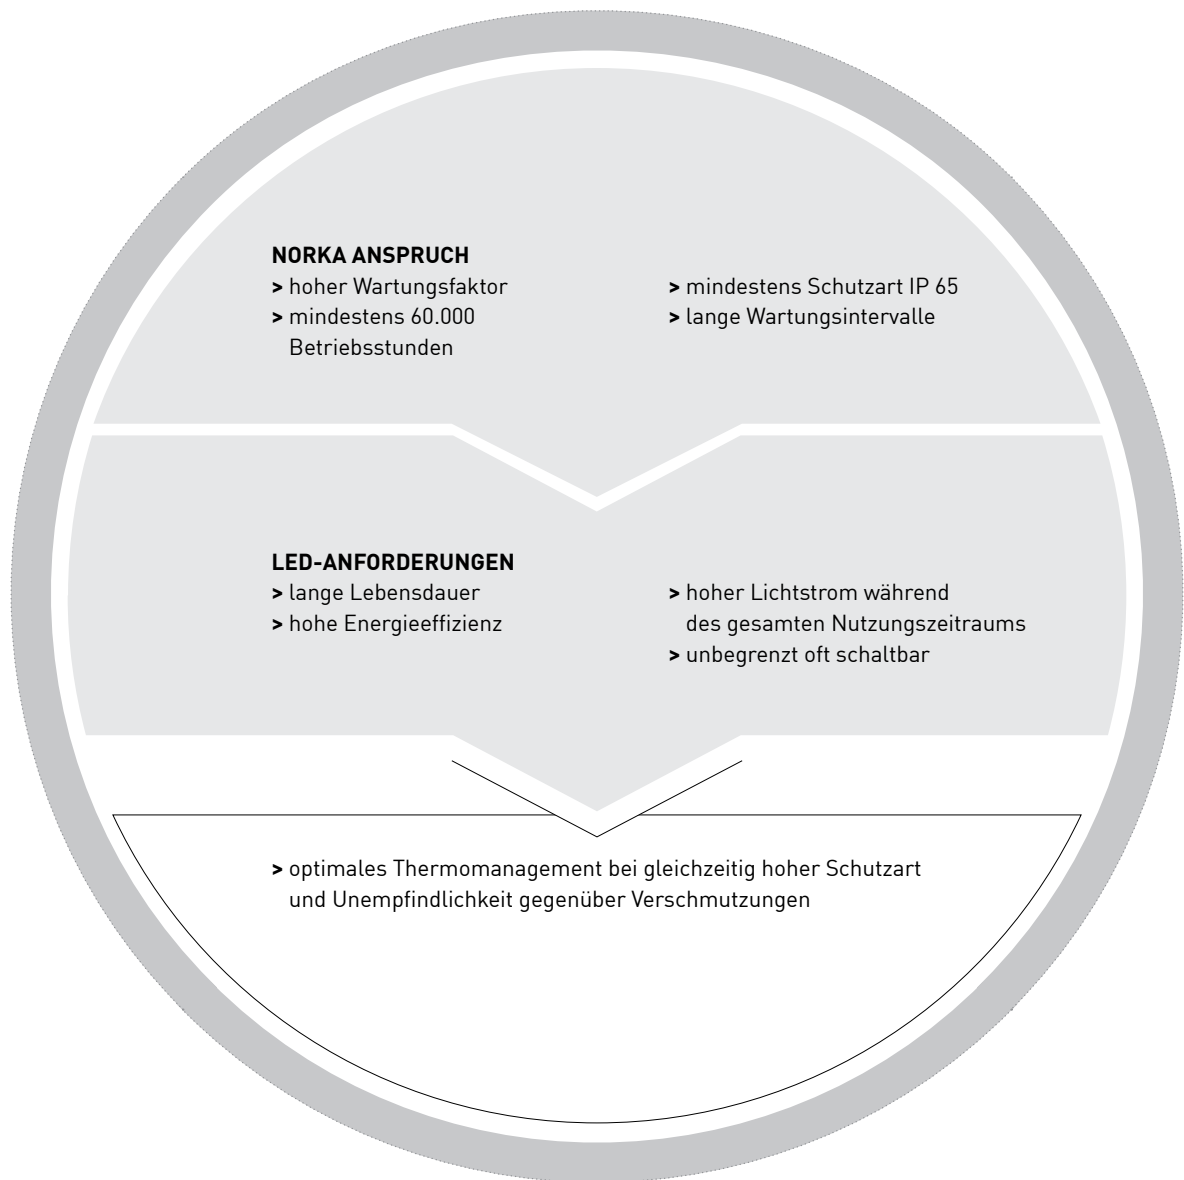 NORKA ANSPRUCH
> hoher Wartungsfaktor
> mindestens 60.000
Betriebsstunden
> mindestens Schutzart IP 65
> lange Wartungsintervalle
LED-ANFORDERUNGEN
> lange Lebensdauer
> hohe Energieeffizienz
> hoher Lichtstrom während
des gesamten Nutzungszeitraums
> unbegrenzt oft schaltbar
> optimales Thermomanagement bei gleichzeitig hoher Schutzart
und Unempfindlichkeit gegenüber Verschmutzungen